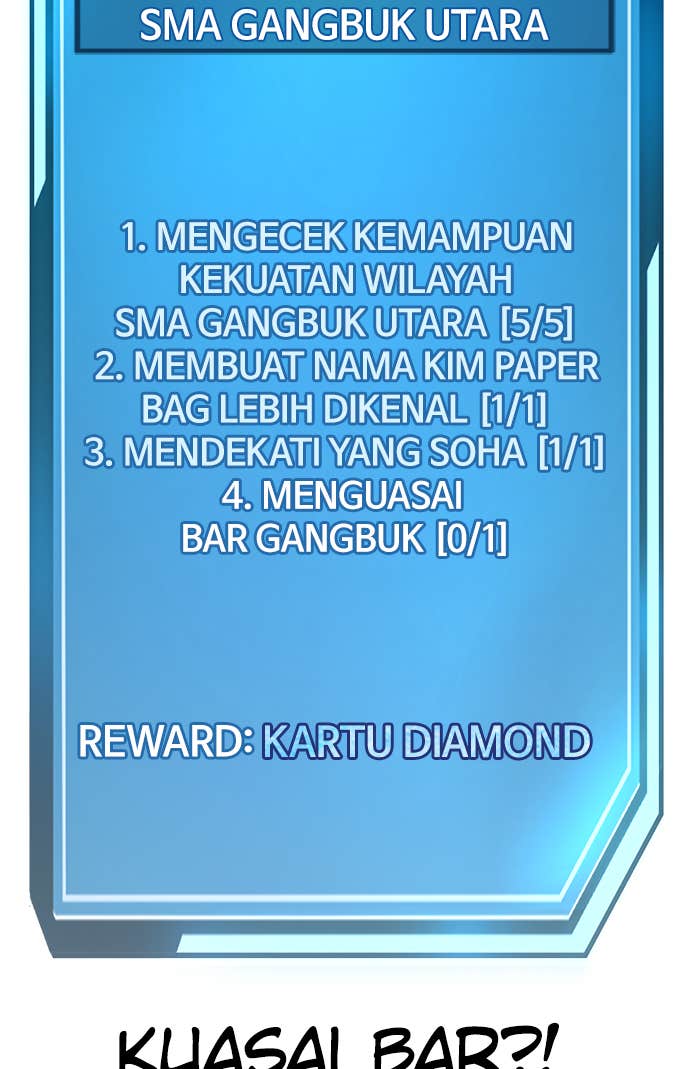 SMA GANGBUK UTARA
1. MENGECEK KEMAMPUAN
KEKUATAN WILAYAH
SMA GANGBUK UTARA [5/5]
2. MEMBUAT NAMA KIM PAPER
BAG LEBIH DIKENAL [1/1]
3. MENDEKATI YANG SOHA [1/1]
4. MENGUASAI
BAR GANGBUK [0/1]
REWARD: KARTU DIAMOND
KUASAI BAR?!